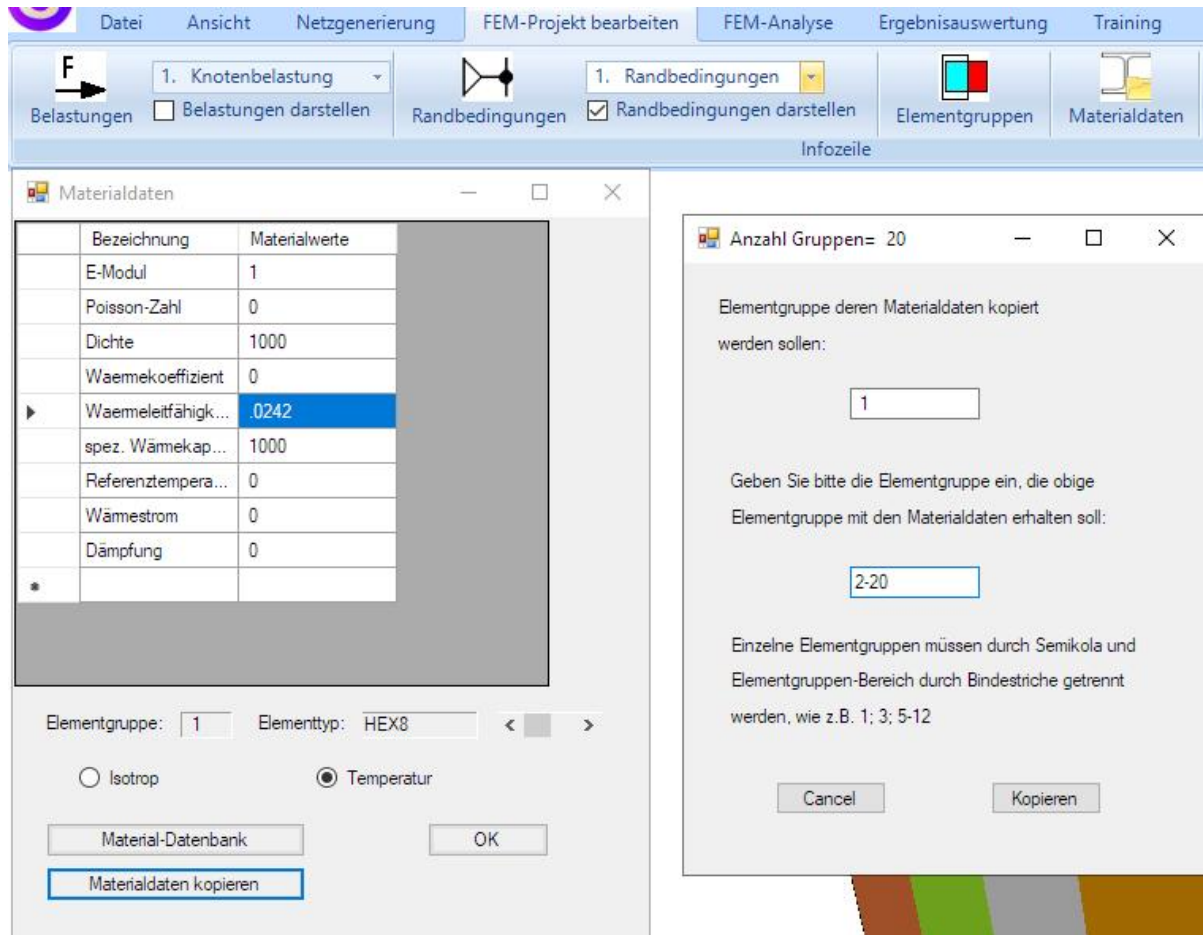 Datei Ansicht Netzgenerierung FEM-Projekt bearbeiten FEM-Analyse Ergebnisauswertung Training
F
1. Knotenbelastung
1. Randbedingungen
Belastungen
Belastungen darstellen
Randbedingungen
Randbedingungen darstellen
Elementgruppen
Materialdaten
Infozeile
Materialdaten
Bezeichnung Materialwerte
E-Modul 1
Poisson-Zahl 0
Dichte 1000
Waermekoeffizient 0
Waermeleitfähigk... .0242
spez. Wärmekap... 1000
Referenztempera... 0
Wärmestrom 0
Dämpfung 0
Elementgruppe: 1 Elementtyp: HEX8
Isotrop Temperatur
Material-Datenbank OK
Materialdaten kopieren
Anzahl Gruppen= 20
Elementgruppe deren Materialdaten kopiert
werden sollen:
1
Geben Sie bitte die Elementgruppe ein, die obige
Elementgruppe mit den Materialdaten erhalten soll:
2-20
Einzelne Elementgruppen müssen durch Semikola und
Elementgruppen-Bereich durch Bindestriche getrennt
werden, wie z.B. 1; 3; 5-12
Cancel Kopieren